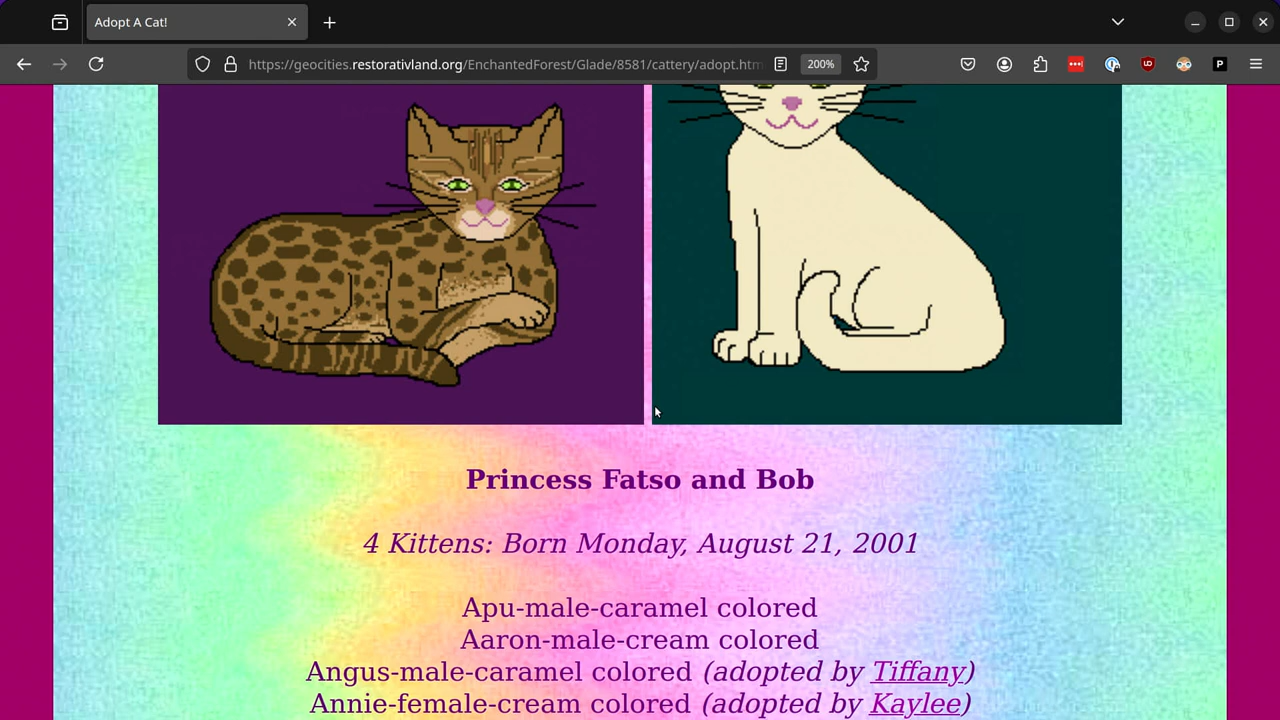 Adopt A Cat!
https://geocities.restorativland.org/EnchantedForest/Glade/8581/cattery/adopt.htm
200%
Princess Fatso and Bob
4 Kittens: Born Monday, August 21, 2001
Apu-male-caramel colored
Aaron-male-cream colored
Angus-male-caramel colored (adopted by Tiffany)
Annie-female-cream colored (adopted by Kaylee)